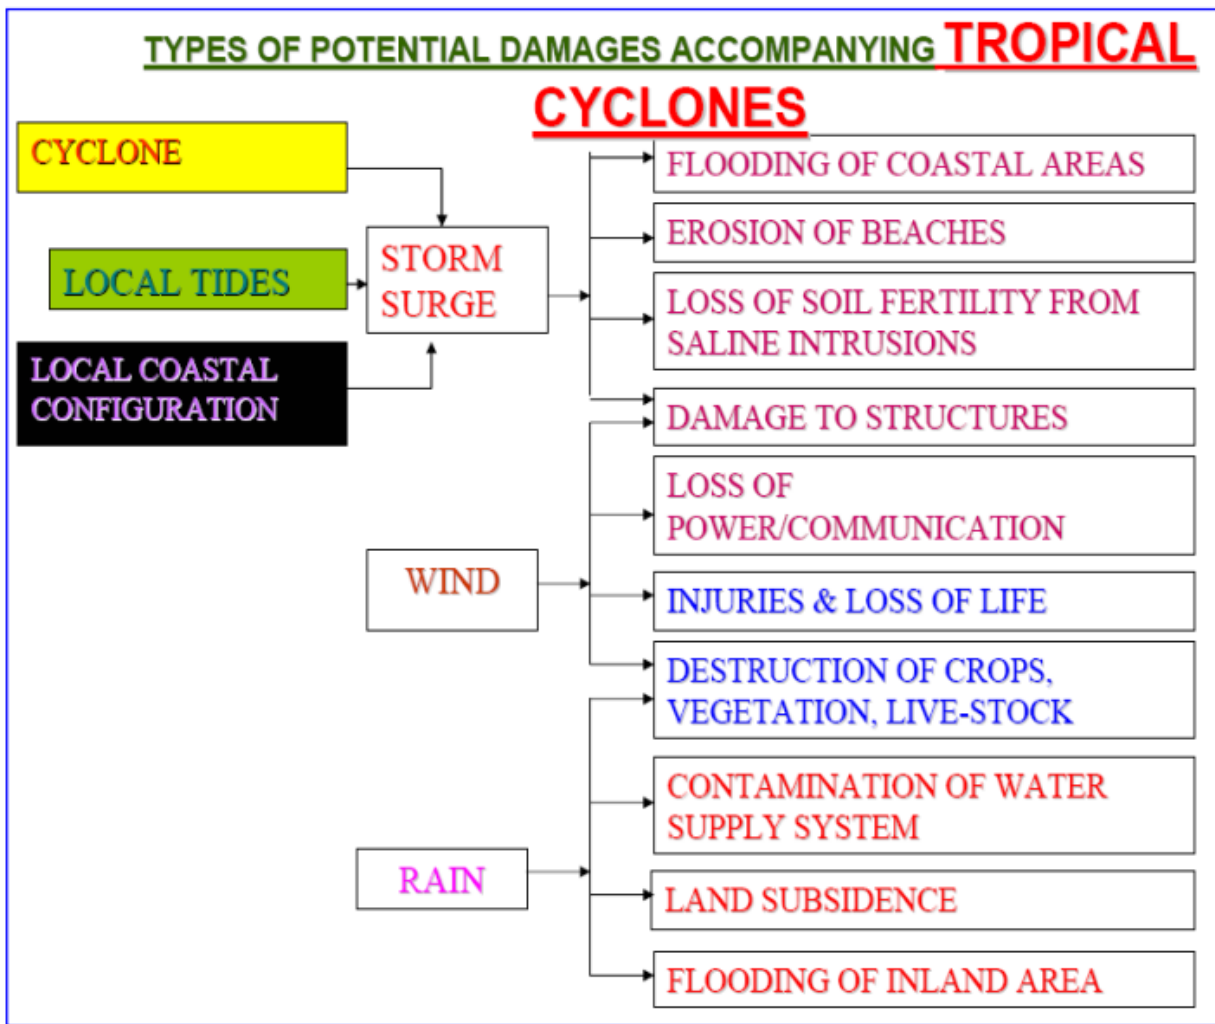 TYPES OF POTENTIAL DAMAGES ACCOMPANYING TROPICAL
CYCLONES
CYCLONE
LOCAL TIDES
LOCAL COASTAL
CONFIGURATION
STORM
SURGE
WIND
RAIN
FLOODING OF COASTAL AREAS
EROSION OF BEACHES
LOSS OF SOIL FERTILITY FROM
SALINE INTRUSIONS
DAMAGE TO STRUCTURES
LOSS OF
POWER/COMMUNICATION
INJURIES & LOSS OF LIFE
DESTRUCTION OF CROPS,
VEGETATION, LIVE-STOCK
CONTAMINATION OF WATER
SUPPLY SYSTEM
LAND SUBSIDENCE
FLOODING OF INLAND AREA